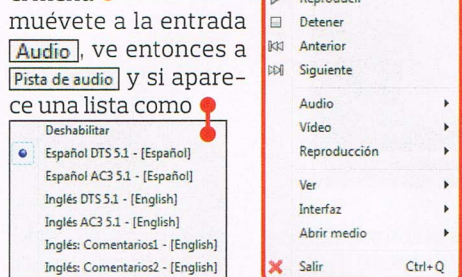 muévete a la entrada
Audio , ve entonces a
Pista de audio y si apare-
ce una lista como
Deshabilitar
Español DTS 5.1 - [Español]
Español AC3 5.1 - [Español]
Inglés DTS 5.1 - [English]
Inglés AC3 5.1 - [English]
Inglés: Comentarios1 - [English]
Inglés: Comentarios2 - [English]
Reproducir
Detener
Anterior
Siguiente
Audio
Vídeo
Reproducción
Ver
Interfaz
Abrir medio
Salir Ctrl+Q